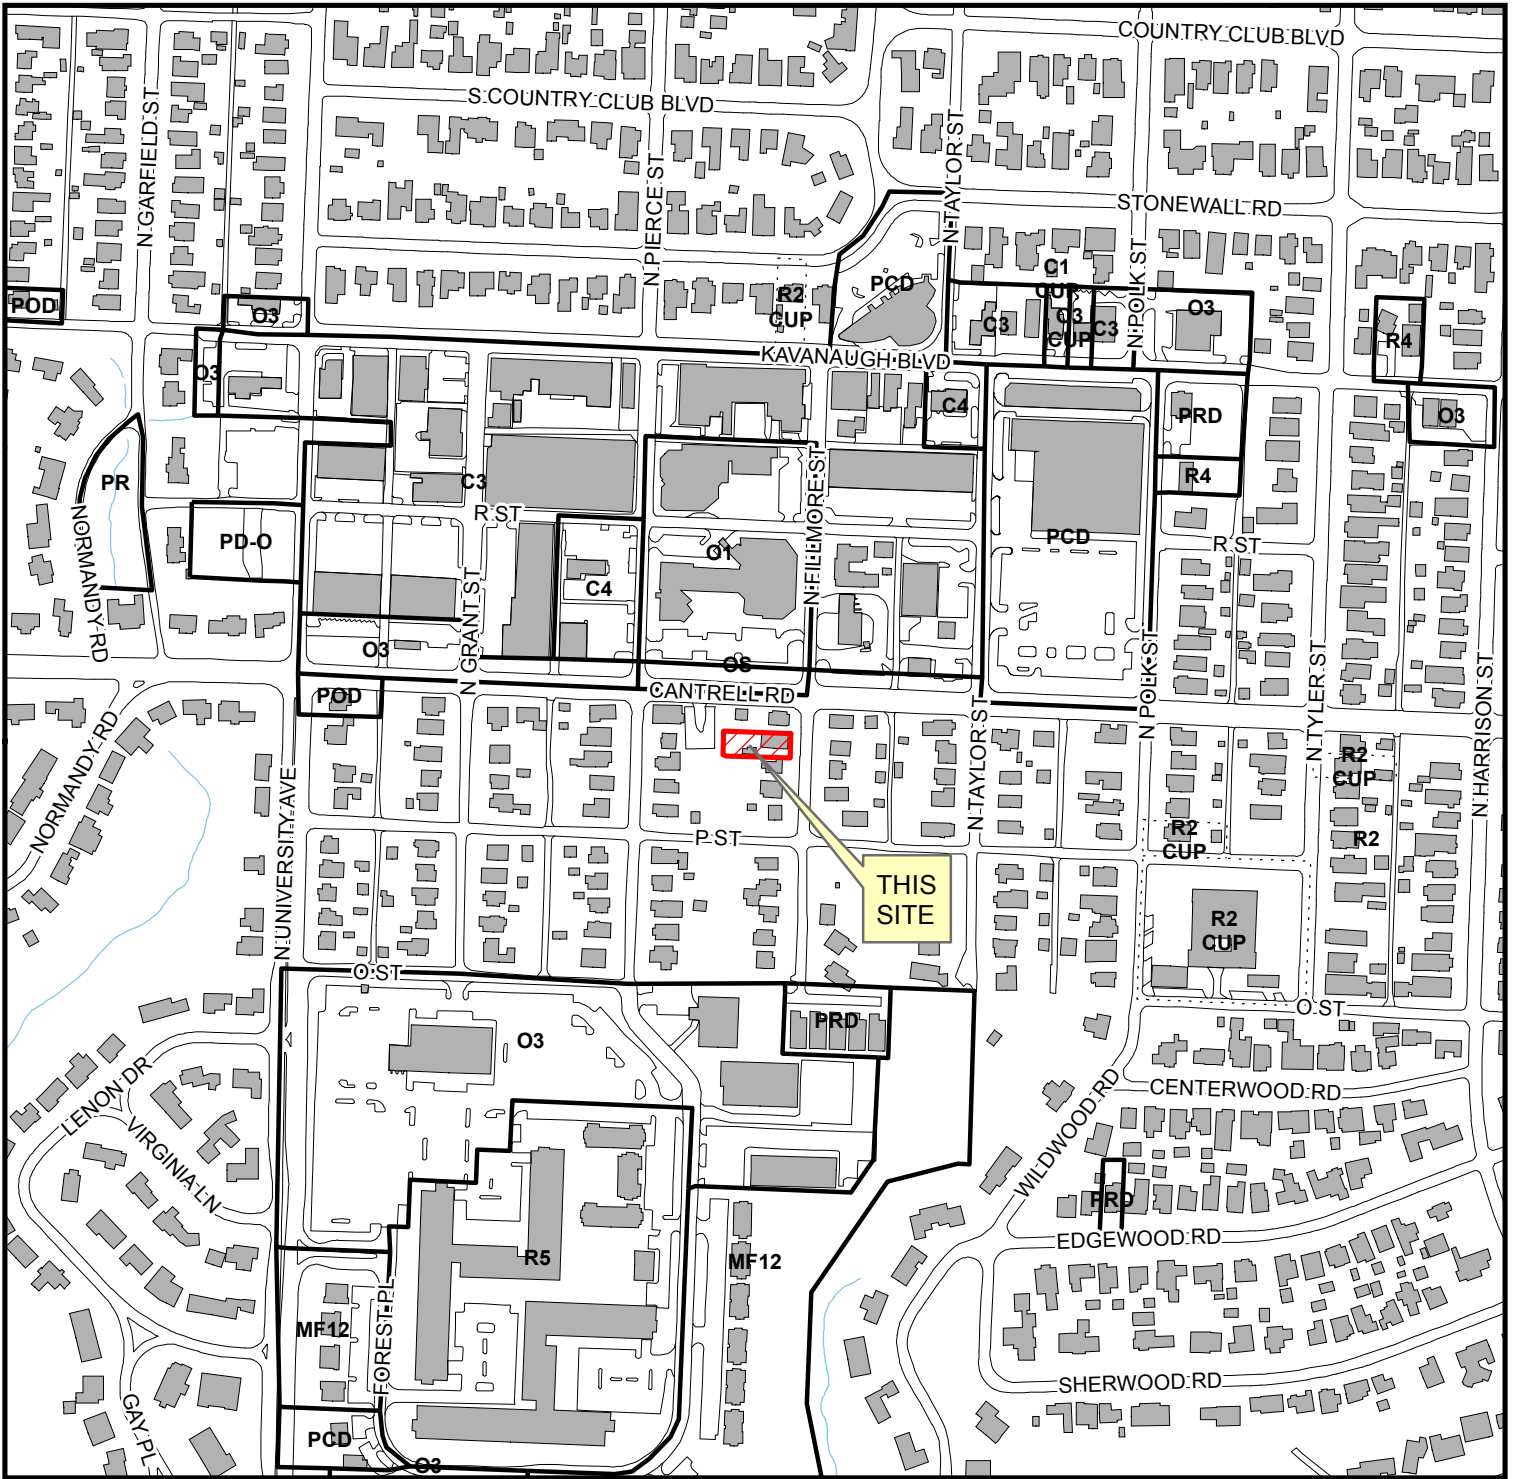 COUNTRY CLUB BLVD
S COUNTRY CLUB BLVD
N GARFIELD ST
N PIERCE ST
N TAYLOR ST
STONEWALL RD
N POLK ST
POD
O3
R2
CUP
PCD
C1
CUP
C3
C3
CUP
C3
O3
R4
KAVANAUGH BLVD
O3
C4
PRD
O3
R4
PR
C3
R ST
N FILLMORE ST
PD-O
O1
C4
PCD
R ST
NORMANDY RD
N GRANT ST
O3
OS
CANTRELL RD
POD
N POLK ST
N TAYLOR ST
N TYLER ST
N HARRISON ST
NORMANDY RD
N UNIVERSITY AVE
R2
CUP
P ST
R2
CUP
R2
THIS
SITE
R2
CUP
O ST
O ST
O3
PRD
LENON DR
VIRGINIA LN
CENTERWOOD RD
WILDWOOD RD
PRD
EDGEWOOD RD
R5
MF12
MF12
FOREST PL
SHERWOOD RD
GAY PL
PCD
O3